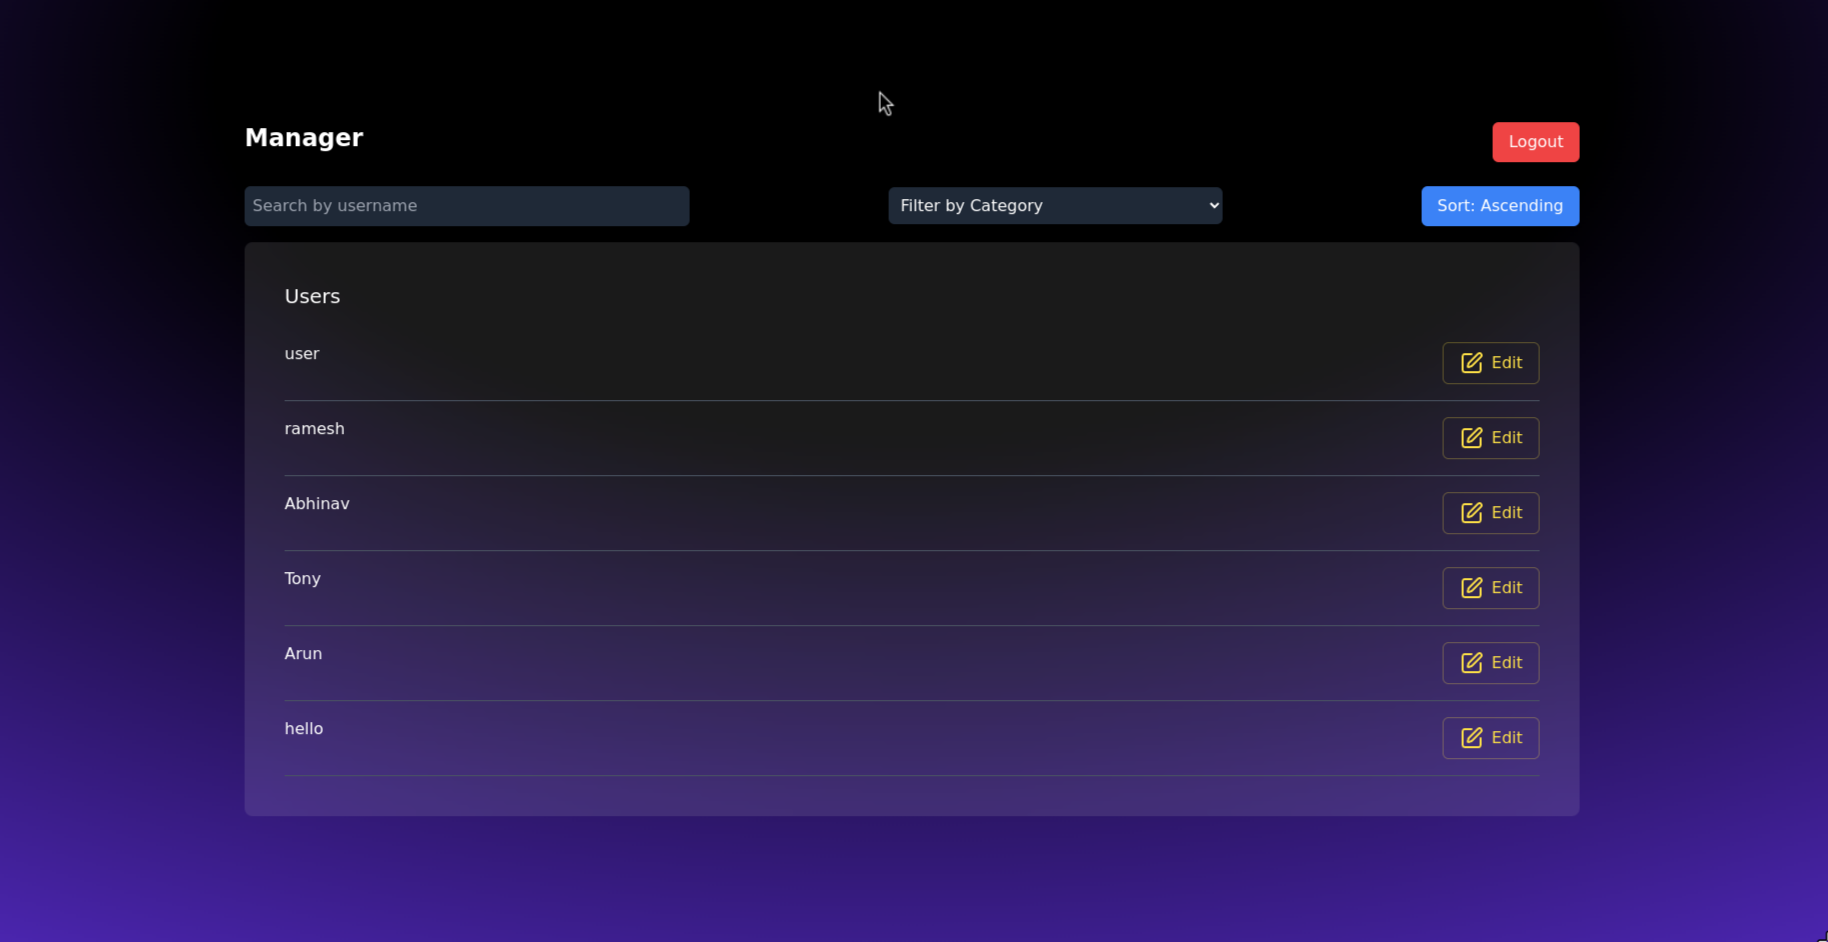 Manager
Logout
Search by username
Filter by Category
Sort: Ascending
Users
user
Edit
ramesh
Edit
Abhinav
Edit
Tony
Edit
Arun
Edit
hello
Edit